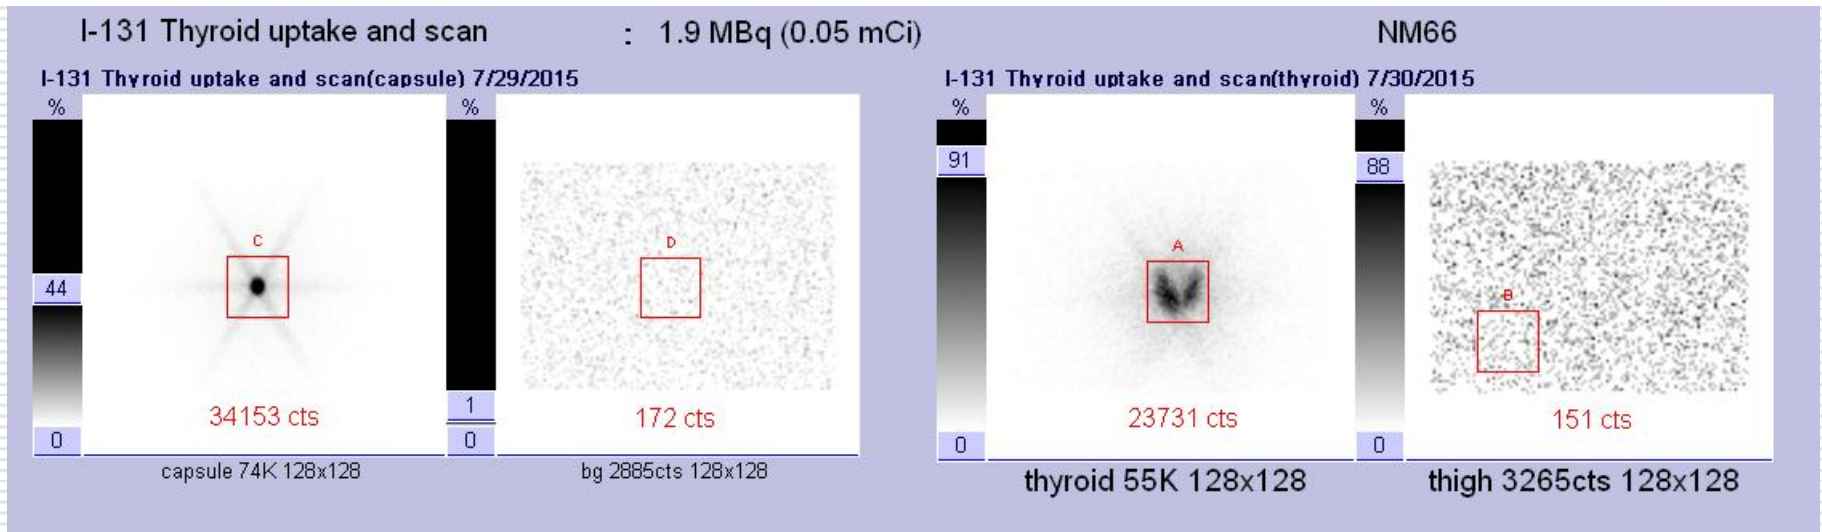 I-131 Thyroid uptake and scan : 1.9 MBq (0.05 mCi) NM66
I-131 Thyroid uptake and scan(capsule) 7/29/2015
I-131 Thyroid uptake and scan(thyroid) 7/30/2015
% % % %
91
88
C
D
A
B
44
1
0
0
0
0
34153 cts
172 cts
23731 cts
151 cts
capsule 74K 128x128
bg 2885cts 128x128
thyroid 55K 128x128
thigh 3265cts 128x128